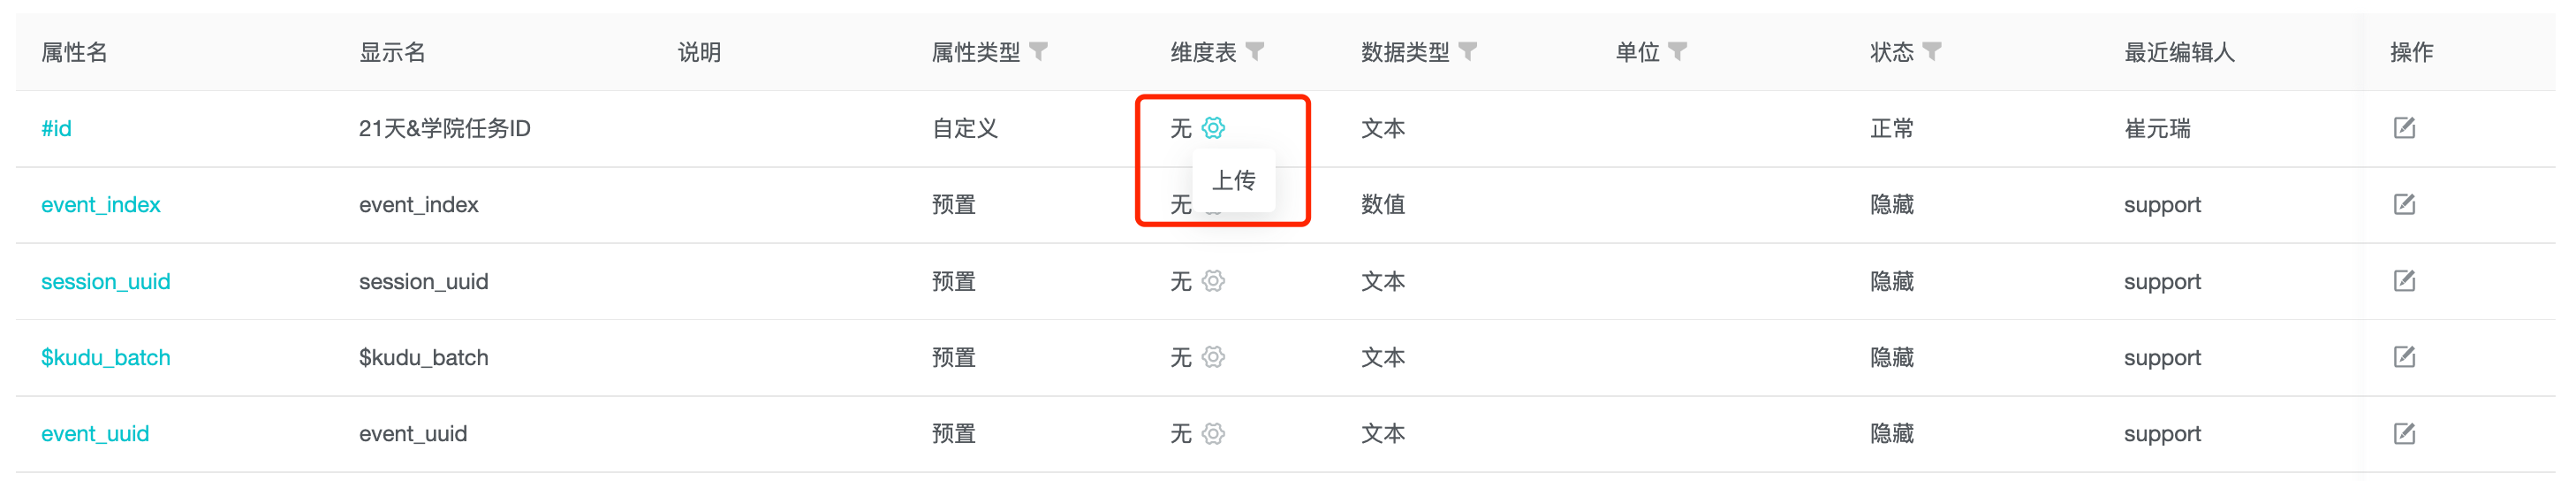 属性名 显示名 说明 属性类型 维度表 数据类型 单位 状态 最近编辑人 操作
#id 21天&学院任务ID 自定义 无 文本 正常 崔元瑞
上传
event_index event_index 预置 无 数值 隐藏 support
session_uuid session_uuid 预置 无 文本 隐藏 support
$kudu_batch $kudu_batch 预置 无 文本 隐藏 support
event_uuid event_uuid 预置 无 文本 隐藏 support